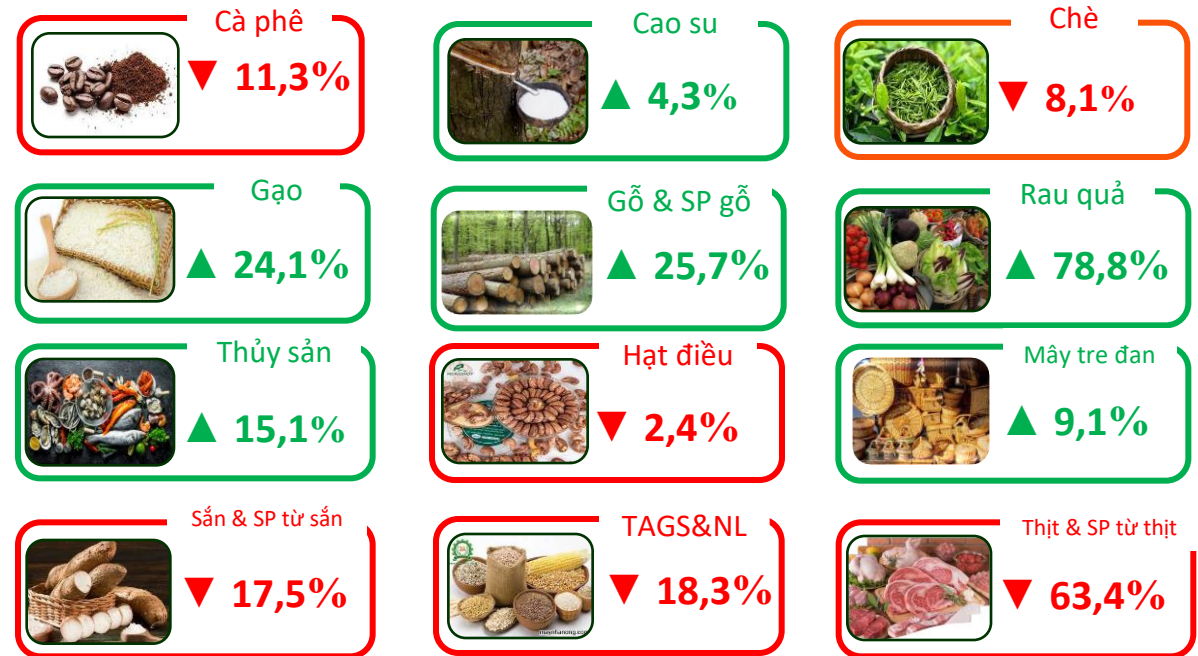 Cà phê
▼ 11,3%
Cao su
▲ 4,3%
Chè
▼ 8,1%
Gạo
▲ 24,1%
Gỗ & SP gỗ
▲ 25,7%
Rau quả
▲ 78,8%
Thủy sản
▲ 15,1%
Hạt điều
▼ 2,4%
Mây tre đan
▲ 9,1%
Sắn & SP từ sắn
▼ 17,5%
TAGS&NL
▼ 18,3%
maynhanong.com
Thịt & SP từ thịt
▼ 63,4%